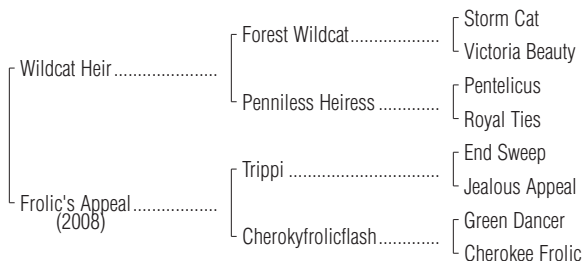 Storm Cat
Forest Wildcat........................
Victoria Beauty
Wildcat Heir............................
Pentelicus
Penniless Heiress ................
Royal Ties
End Sweep
Trippi ........................................
Jealous Appeal
Frolic's Appeal.......................
(2008)
Green Dancer
Cherokyfrolicflash................
Cherokee Frolic